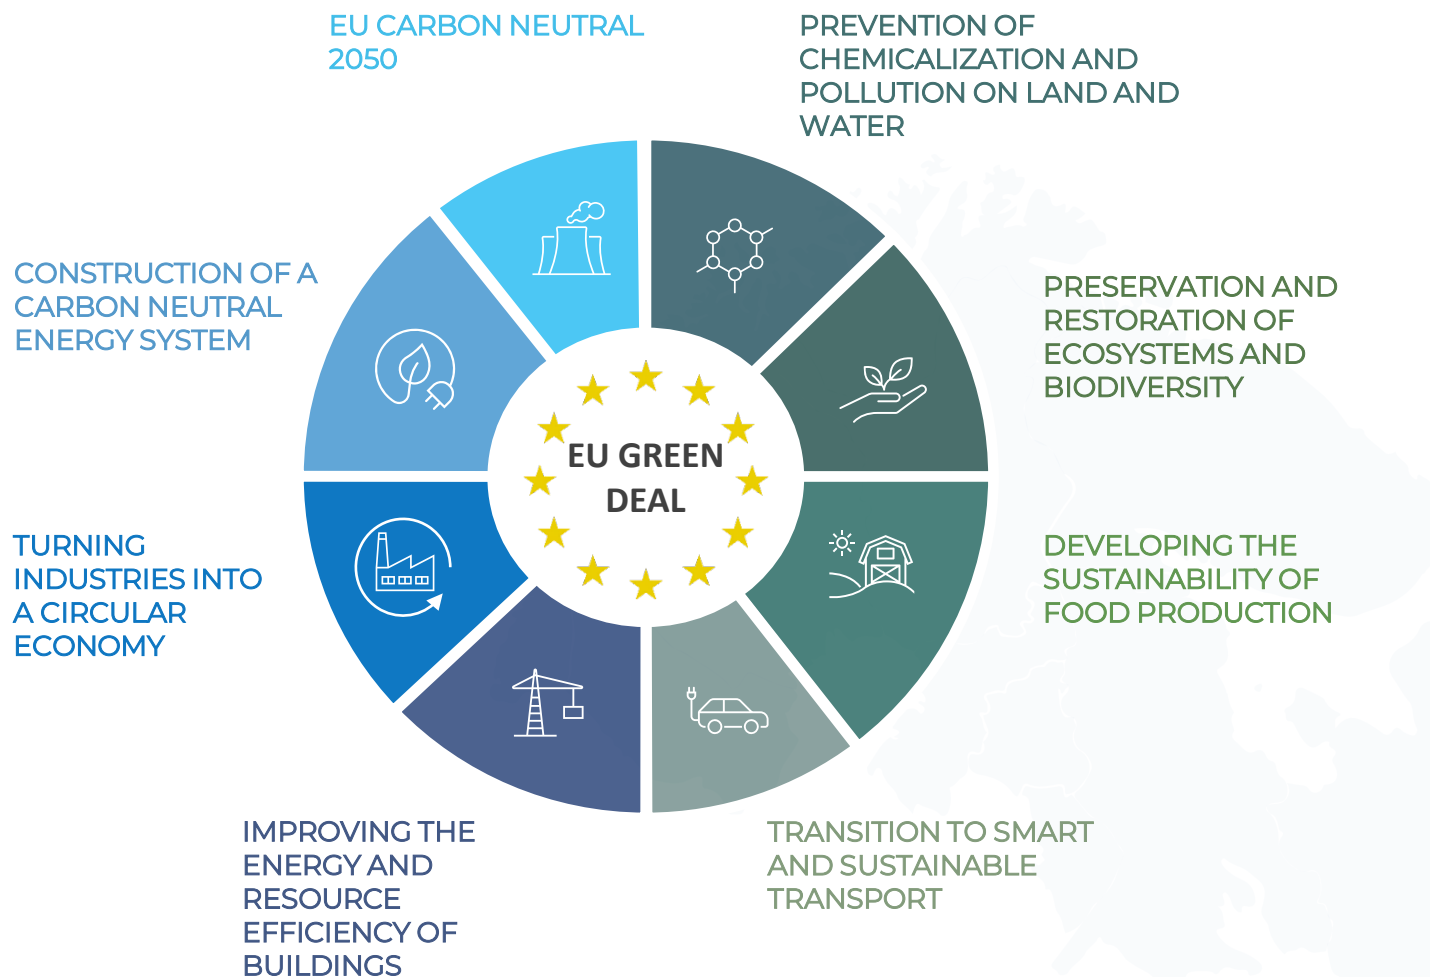 EU CARBON NEUTRAL
2050
PREVENTION OF
CHEMICALIZATION AND
POLLUTION ON LAND AND
WATER
CONSTRUCTION OF A
CARBON NEUTRAL
ENERGY SYSTEM
PRESERVATION AND
RESTORATION OF
ECOSYSTEMS AND
BIODIVERSITY
EU GREEN
DEAL
TURNING
INDUSTRIES INTO
A CIRCULAR
ECONOMY
DEVELOPING THE
SUSTAINABILITY OF
FOOD PRODUCTION
IMPROVING THE
ENERGY AND
RESOURCE
EFFICIENCY OF
BUILDINGS
TRANSITION TO SMART
AND SUSTAINABLE
TRANSPORT